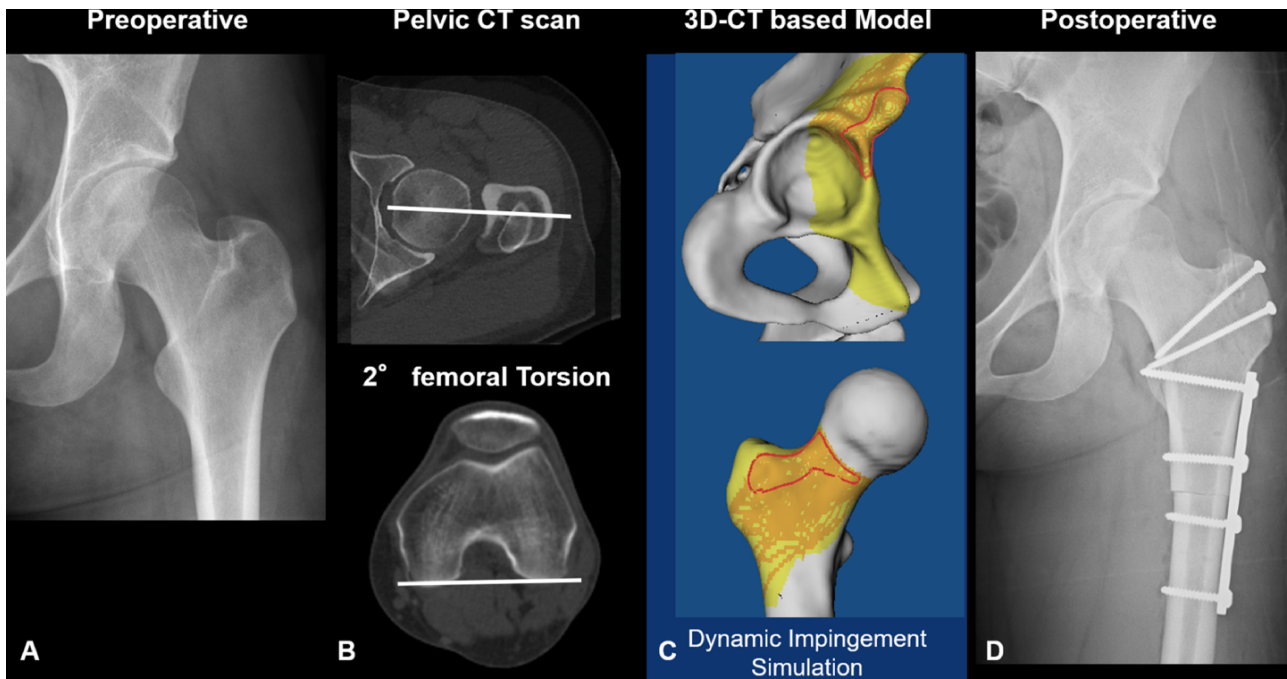 Preoperative
Pelvic CT scan
3D-CT based Model
Postoperative
2° femoral Torsion
A
B
C
Dynamic Impingement
Simulation
D